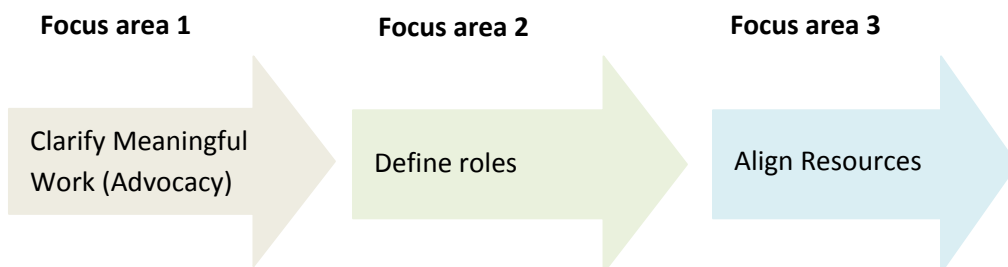 Focus area 1
Focus area 2
Focus area 3
Clarify Meaningful
Work (Advocacy)
Define roles
Align Resources